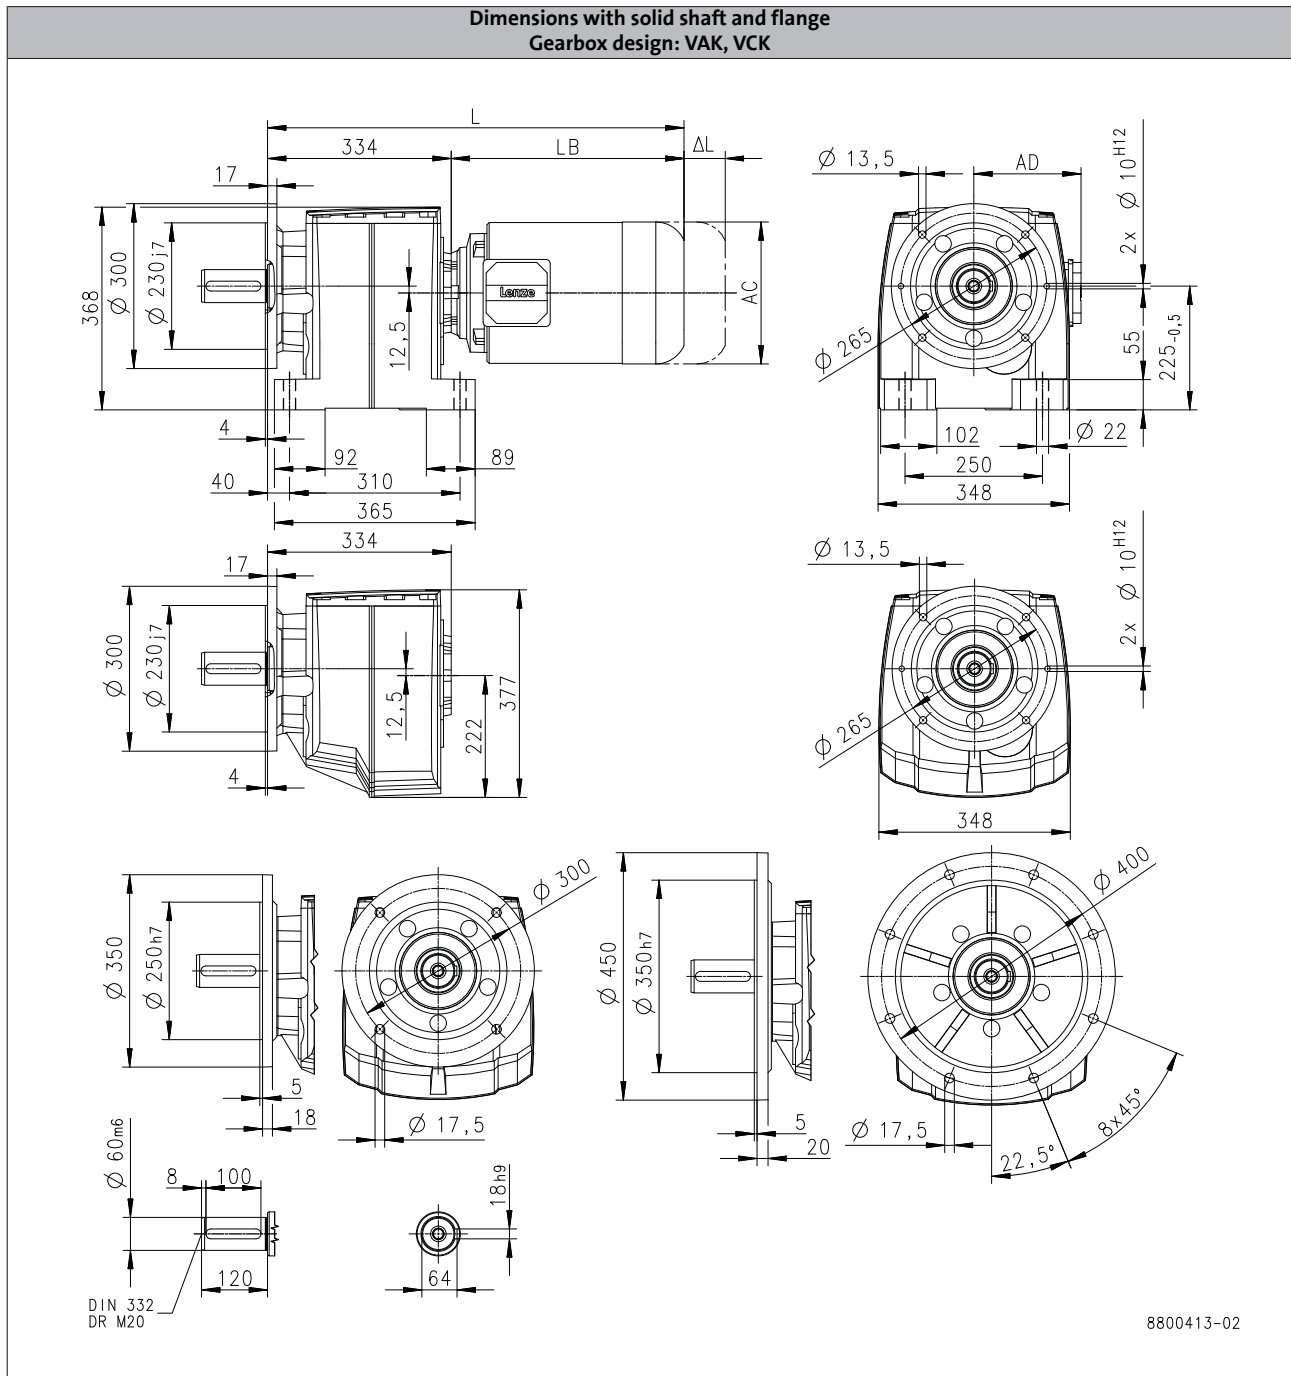 Dimensions with solid shaft and flange
Gearbox design: VAK, VCK
L
334
LB
ΔL
17
368
Ø 300
Ø 230j7
Lenze
12,5
AC
4
92
89
40
310
365
Ø 13,5
AD
2x Ø 10H12
Ø 265
55
225-0,5
102
Ø 22
250
348
334
17
Ø 300
Ø 230j7
12,5
222
377
4
Ø 13,5
2x Ø 10H12
Ø 265
348
Ø 350
Ø 250h7
5
18
Ø 300
Ø 17,5
Ø 450
Ø 350h7
5
20
Ø 400
Ø 17,5
22,5°
8x45°
Ø 60m6
8
100
120
DIN 332
DR M20
18h9
64
8800413-02